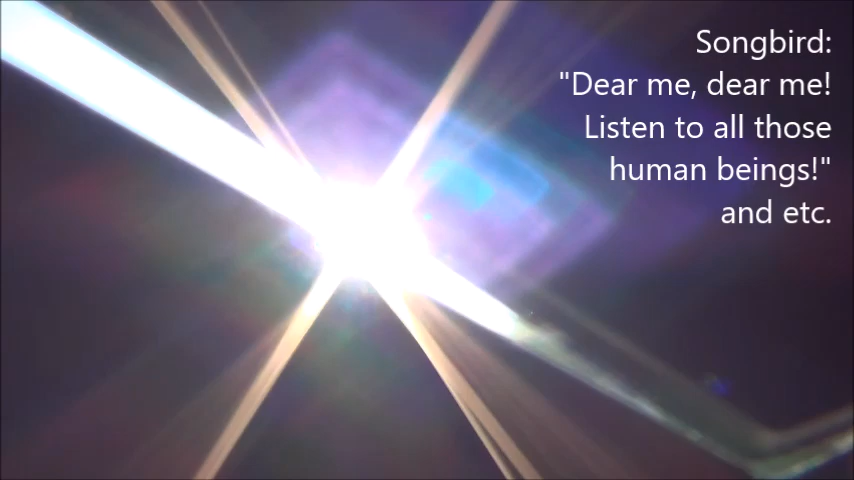 Songbird:
"Dear me, dear me!
Listen to all those
human beings!"
and etc.